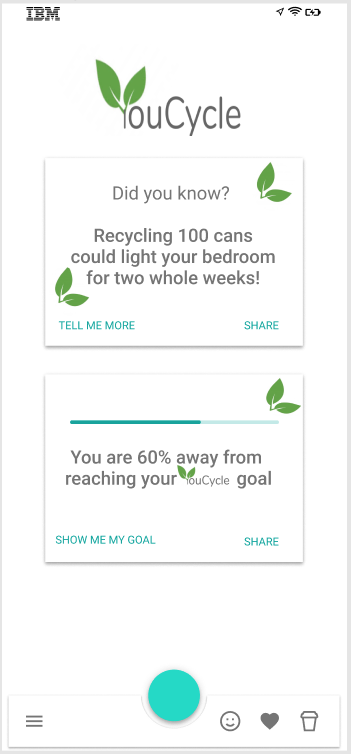 IBM
YouCycle
Did you know?
Recycling 100 cans
could light your bedroom
for two whole weeks!
TELL ME MORE
SHARE
You are 60% away from
reaching your YouCycle goal
SHOW ME MY GOAL
SHARE